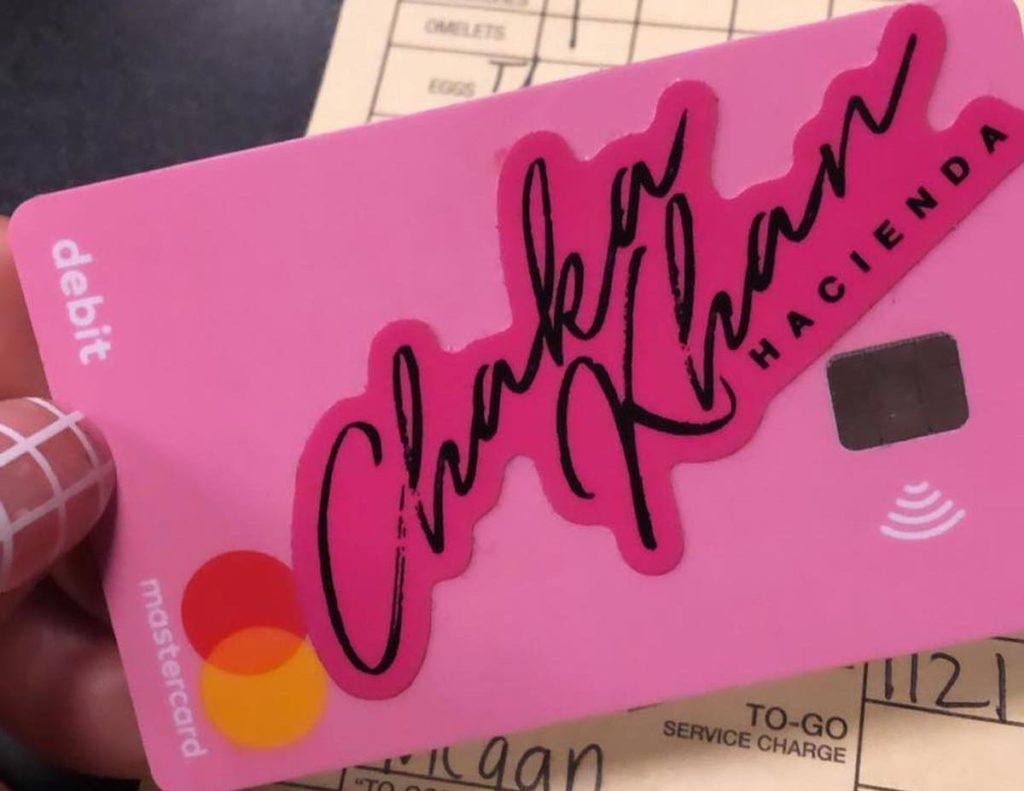 OMELETS
EGGS
debit
Chaka
Khan
HACIENDA
mastercard
1121
TO-GO
SERVICE CHARGE
Megan